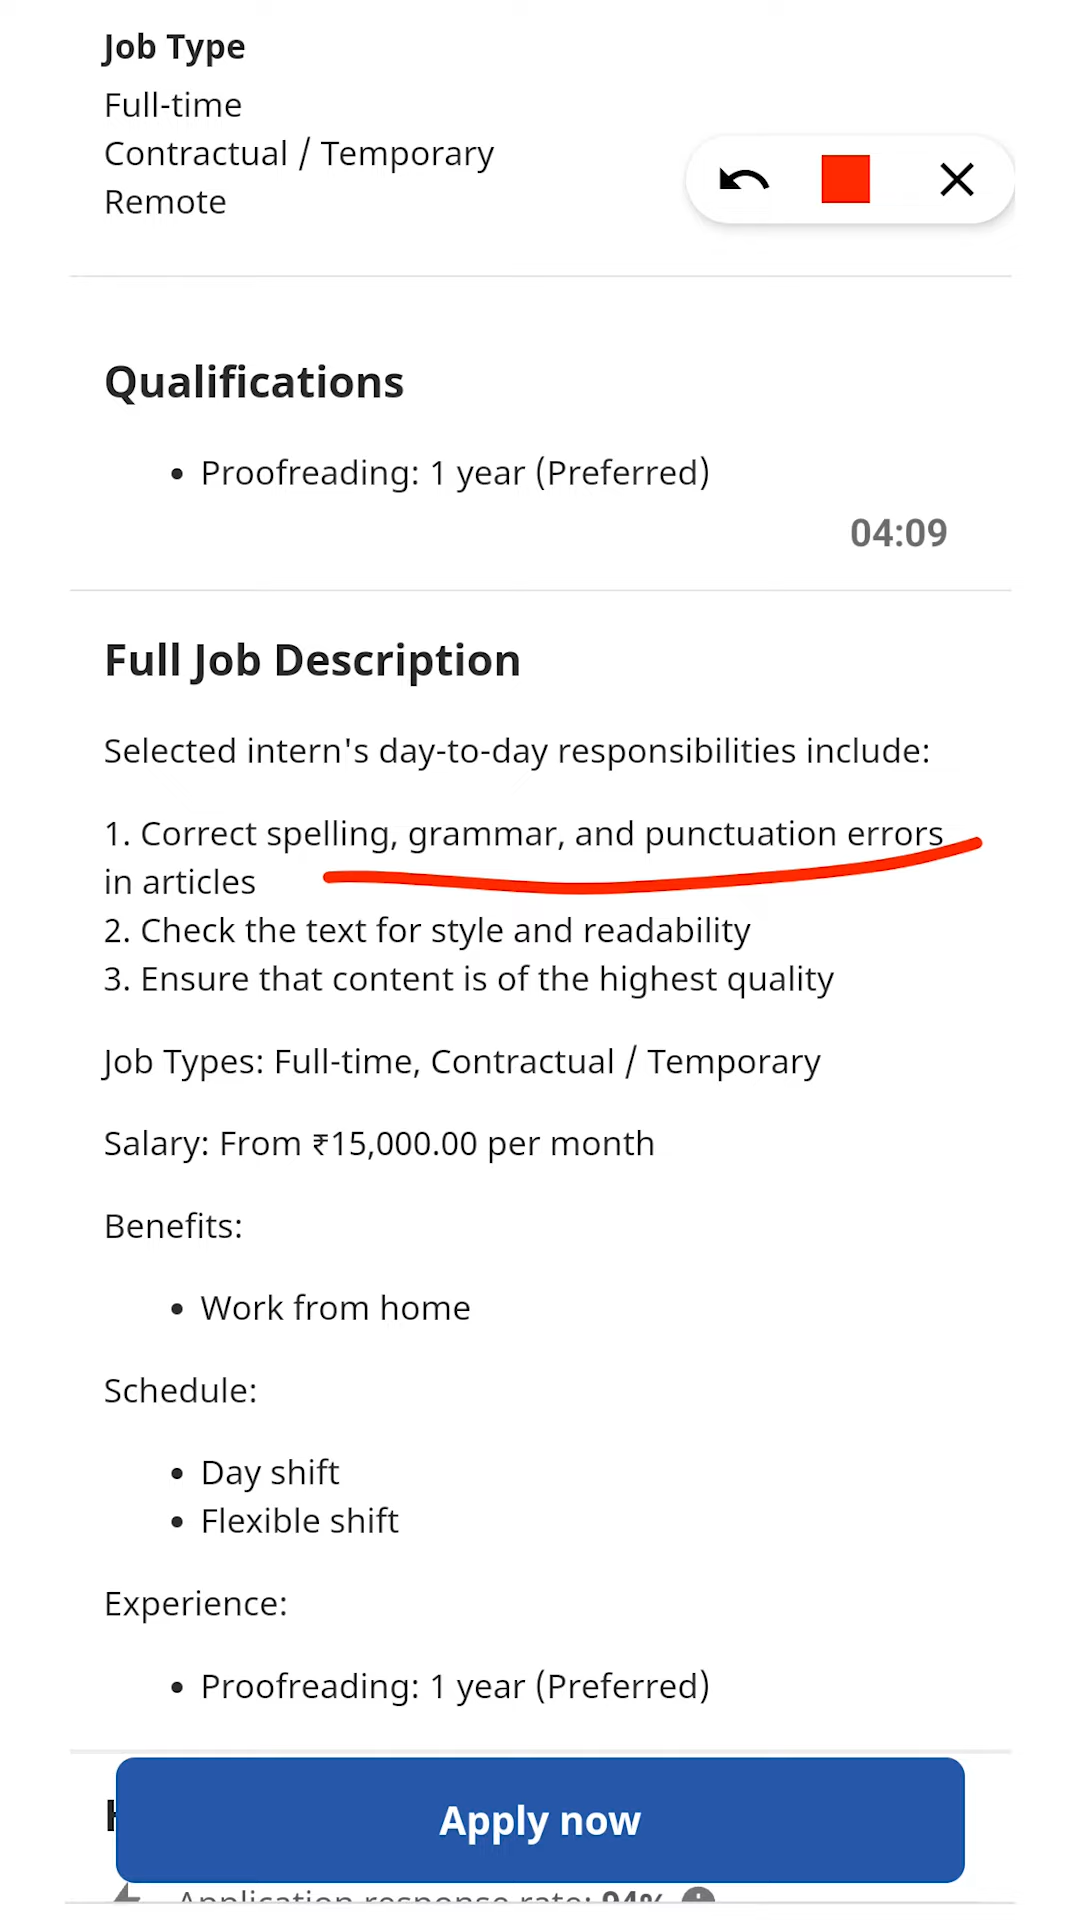 Job Type
Full-time
Contractual / Temporary
Remote
Qualifications
• Proofreading: 1 year (Preferred)
04:09
Full Job Description
Selected intern's day-to-day responsibilities include:
1. Correct spelling, grammar, and punctuation errors
in articles
2. Check the text for style and readability
3. Ensure that content is of the highest quality
Job Types: Full-time, Contractual / Temporary
Salary: From ₹15,000.00 per month
Benefits:
• Work from home
Schedule:
• Day shift
• Flexible shift
Experience:
• Proofreading: 1 year (Preferred)
Apply now
Application response rate: 94%